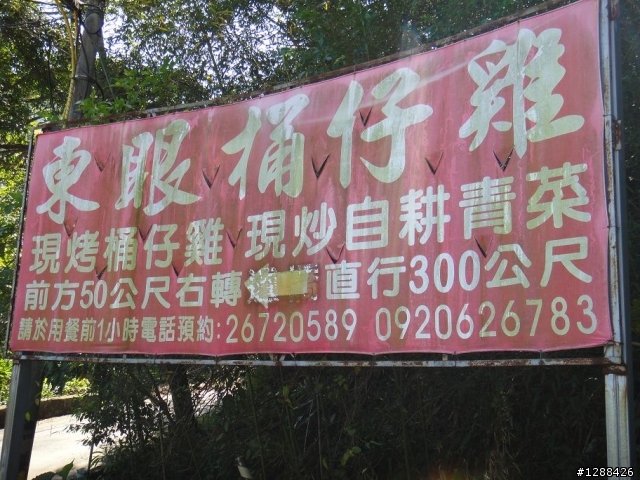 東眼桶仔雞
現烤桶仔雞 現炒自耕青菜
前方50公尺右轉 直行300公尺
請於用餐前1小時電話預約:26720589 0920626783
#1288426